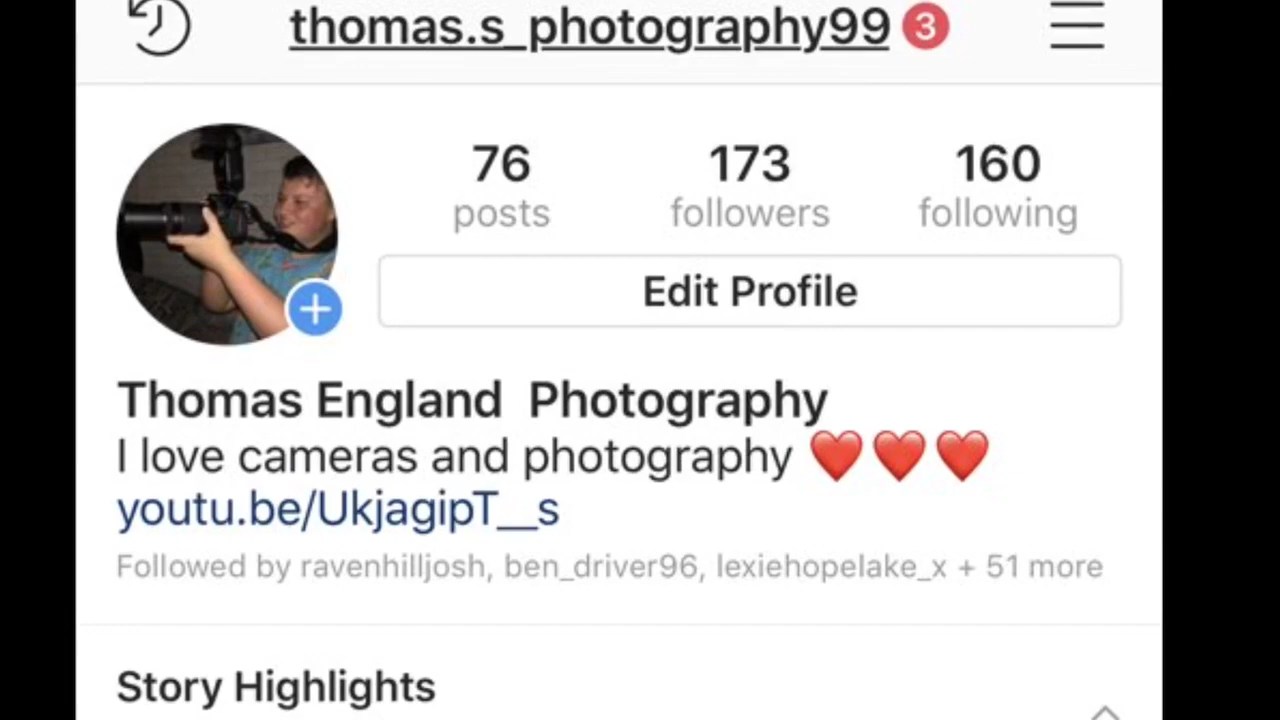 thomas.s_photography99 3
76 173 160
posts followers following
Edit Profile
Thomas England Photography
I love cameras and photography ❤️❤️❤️
youtu.be/UkjagipT__s
Followed by ravenhilljosh, ben_driver96, lexiehopelake_x + 51 more
Story Highlights